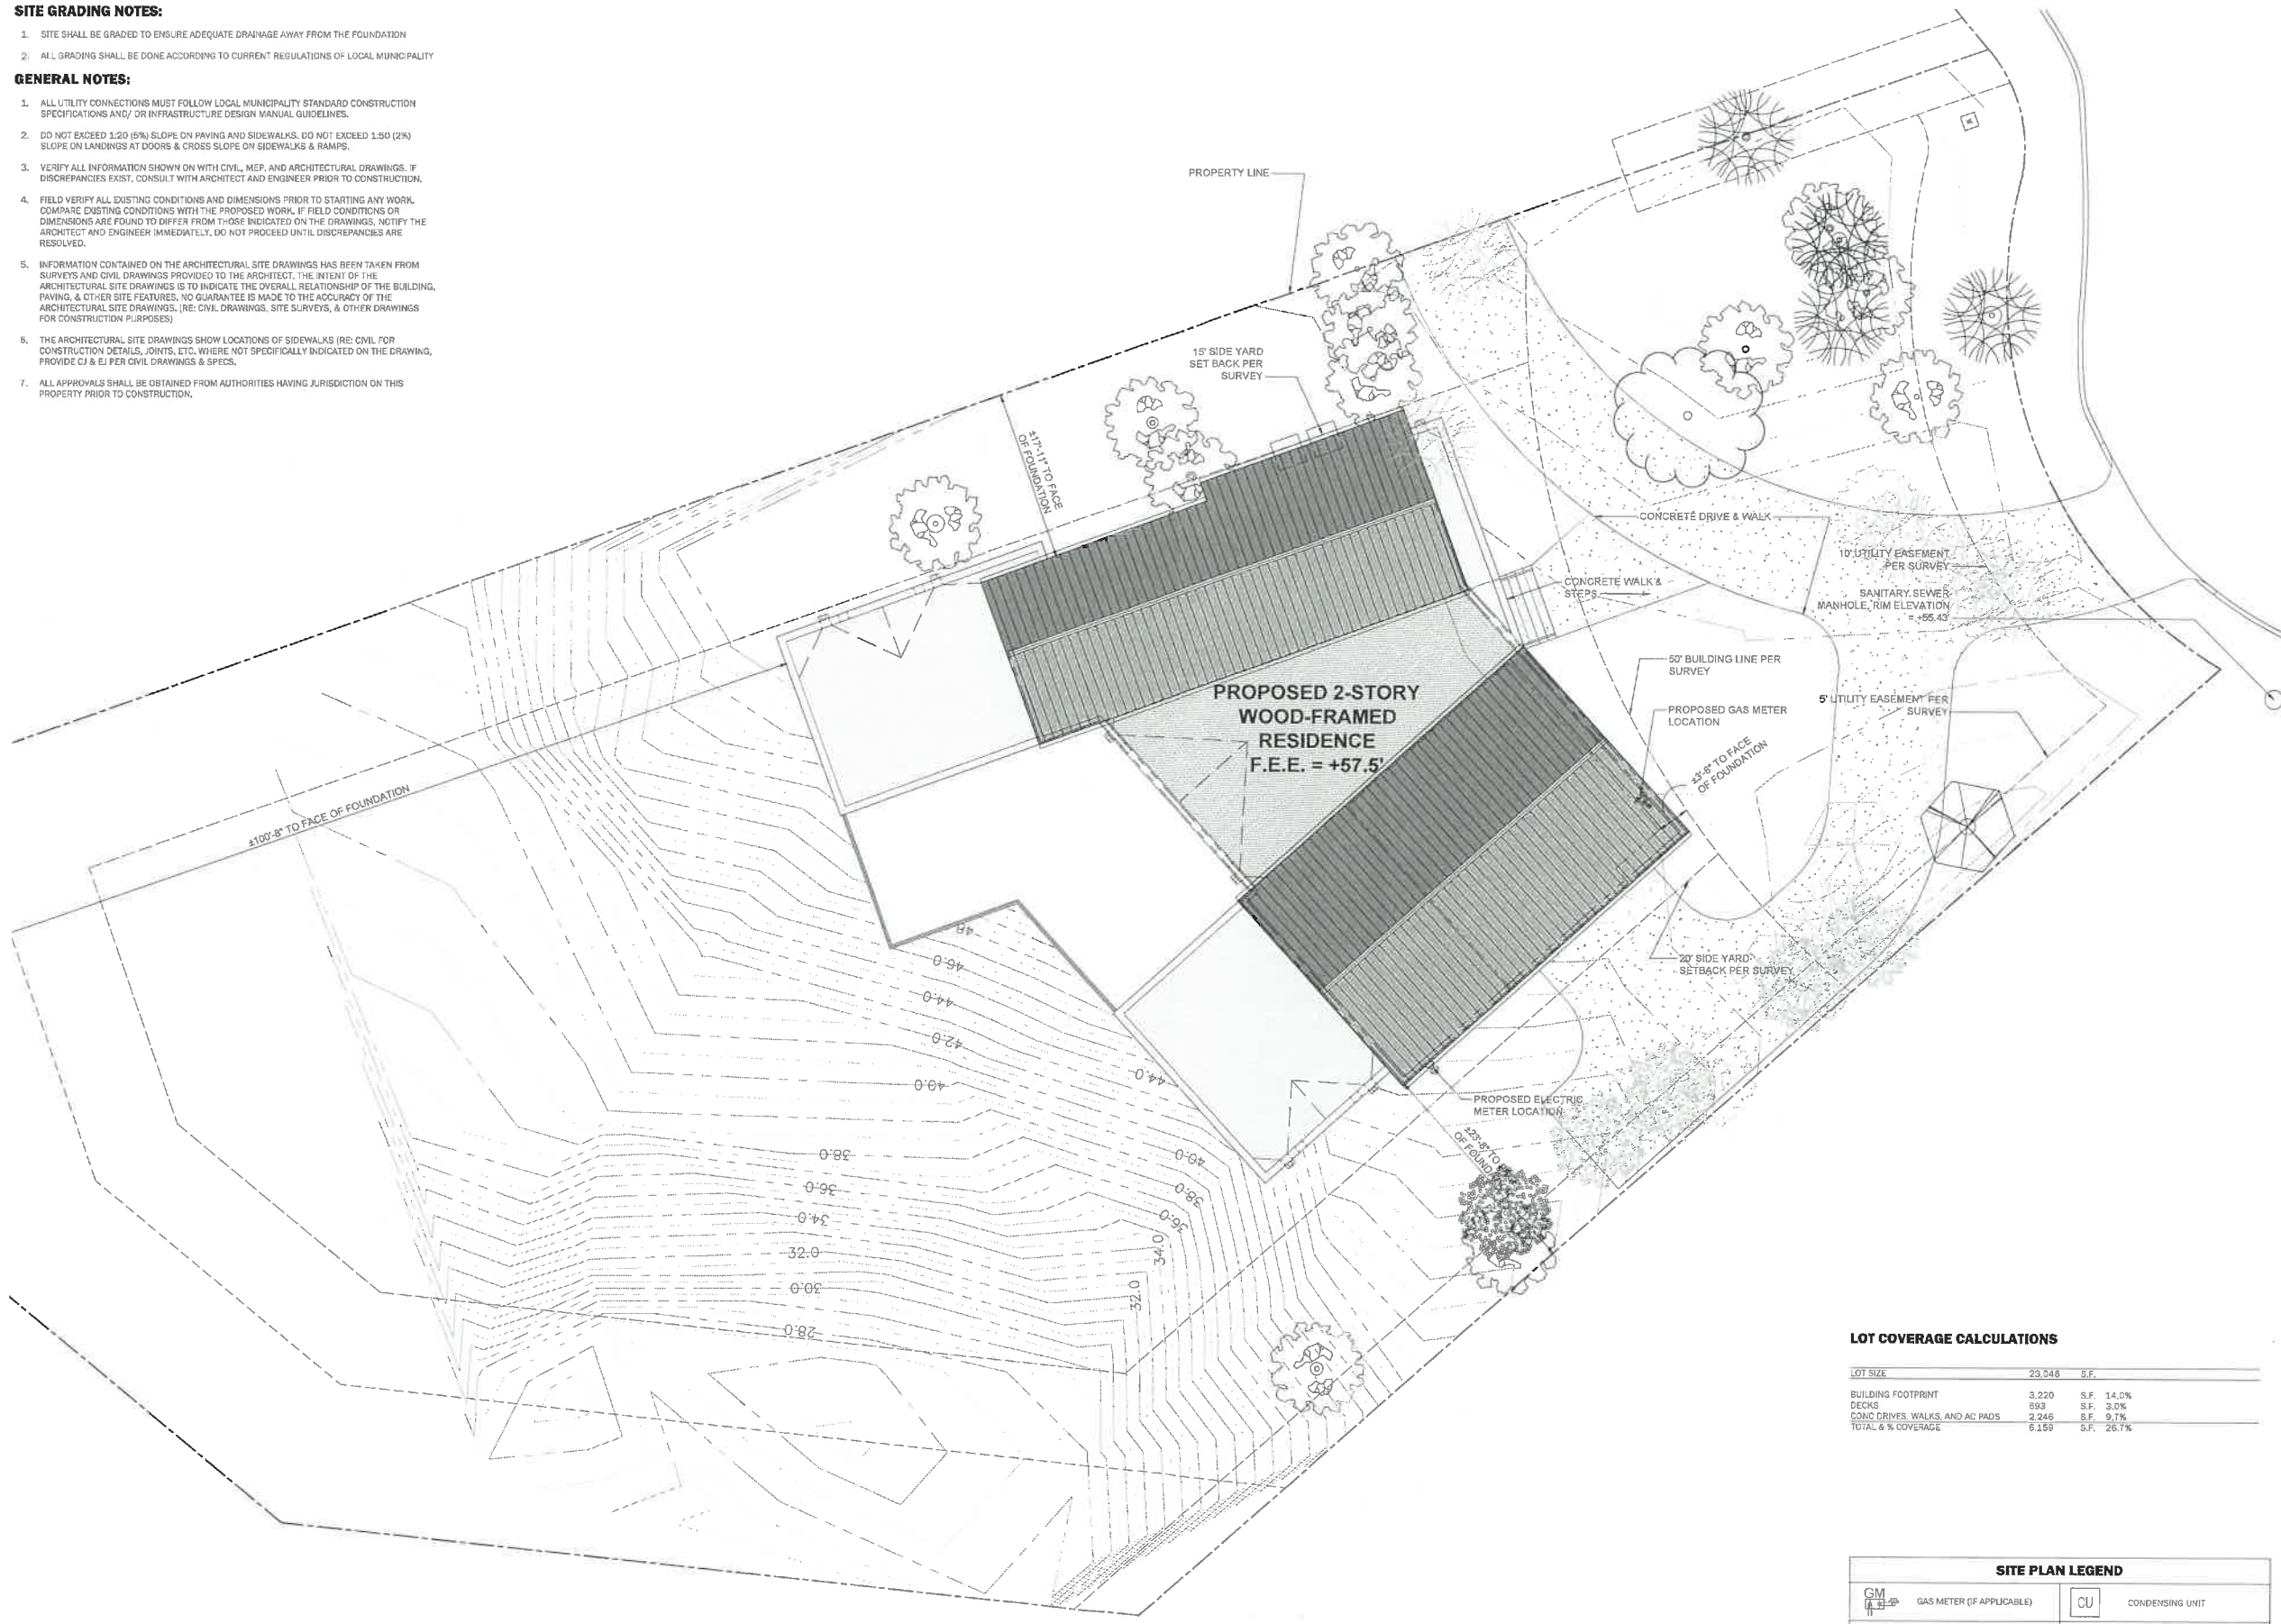 SITE GRADING NOTES:
1. SITE SHALL BE GRADED TO ENSURE ADEQUATE DRAINAGE AWAY FROM THE FOUNDATION
2. ALL GRADING SHALL BE DONE ACCORDING TO CURRENT REGULATIONS OF LOCAL MUNICIPALITY
GENERAL NOTES:
1. ALL UTILITY CONNECTIONS MUST FOLLOW LOCAL MUNICIPALITY STANDARD CONSTRUCTION
SPECIFICATIONS AND/ OR INFRASTRUCTURE DESIGN MANUAL GUIDELINES.
2. DO NOT EXCEED 1:20 (5%) SLOPE ON PAVING AND SIDEWALKS. DO NOT EXCEED 1:50 (2%)
SLOPE ON LANDINGS AT DOORS & CROSS SLOPE ON SIDEWALKS & RAMPS.
3. VERIFY ALL INFORMATION SHOWN ON WITH CIVIL, MEP, AND ARCHITECTURAL DRAWINGS. IF
DISCREPANCIES EXIST, CONSULT WITH ARCHITECT AND ENGINEER PRIOR TO CONSTRUCTION.
4. FIELD VERIFY ALL EXISTING CONDITIONS AND DIMENSIONS PRIOR TO STARTING ANY WORK.
COMPARE EXISTING CONDITIONS WITH THE PROPOSED WORK. IF FIELD CONDITIONS OR
DIMENSIONS ARE FOUND TO DIFFER FROM THOSE INDICATED ON THE DRAWINGS, NOTIFY THE
ARCHITECT AND ENGINEER IMMEDIATELY. DO NOT PROCEED UNTIL DISCREPANCIES ARE
RESOLVED.
5. INFORMATION CONTAINED ON THE ARCHITECTURAL SITE DRAWINGS HAS BEEN TAKEN FROM
SURVEYS AND CIVIL DRAWINGS PROVIDED TO THE ARCHITECT. THE INTENT OF THE
ARCHITECTURAL SITE DRAWINGS IS TO INDICATE THE OVERALL RELATIONSHIP OF THE BUILDING,
PAVING, & OTHER SITE FEATURES. NO GUARANTEE IS MADE TO THE ACCURACY OF THE
ARCHITECTURAL SITE DRAWINGS. (RE: CIVIL DRAWINGS, SITE SURVEYS, & OTHER DRAWINGS
FOR CONSTRUCTION PURPOSES)
6. THE ARCHITECTURAL SITE DRAWINGS SHOW LOCATIONS OF SIDEWALKS (RE: CIVIL FOR
CONSTRUCTION DETAILS, JOINTS, ETC. WHERE NOT SPECIFICALLY INDICATED ON THE DRAWING,
PROVIDE CJ & EJ PER CIVIL DRAWINGS & SPECS.
7. ALL APPROVALS SHALL BE OBTAINED FROM AUTHORITIES HAVING JURISDICTION ON THIS
PROPERTY PRIOR TO CONSTRUCTION.
PROPERTY LINE
15' SIDE YARD
SET BACK PER
SURVEY
±17'-11" TO FACE
OF FOUNDATION
CONCRETE DRIVE & WALK
10' UTILITY EASEMENT
PER SURVEY
CONCRETE WALK &
STEPS
SANITARY SEWER
MANHOLE, RIM ELEVATION
= +55.43'
50' BUILDING LINE PER
SURVEY
5' UTILITY EASEMENT PER
SURVEY
PROPOSED GAS METER
LOCATION
±3'-6" TO FACE
OF FOUNDATION
PROPOSED 2-STORY
WOOD-FRAMED
RESIDENCE
F.E.E. = +57.5'
±100'-8" TO FACE OF FOUNDATION
20' SIDE YARD
SETBACK PER SURVEY
PROPOSED ELECTRIC
METER LOCATION
±23'-8" TO
OF FOUND
48
46.0
44.0
42.0
40.0
38.0
36.0
34.0
32.0
30.0
28.0
44.0
40.0
38.0
36.0
34.0
32.0
LOT COVERAGE CALCULATIONS
LOT SIZE 23,048 S.F.
BUILDING FOOTPRINT 3,220 S.F. 14.0%
DECKS 693 S.F. 3.0%
CONC DRIVES, WALKS, AND AC PADS 2,246 S.F. 9.7%
TOTAL & % COVERAGE 6,159 S.F. 26.7%
SITE PLAN LEGEND
GM GAS METER (IF APPLICABLE) CU CONDENSING UNIT